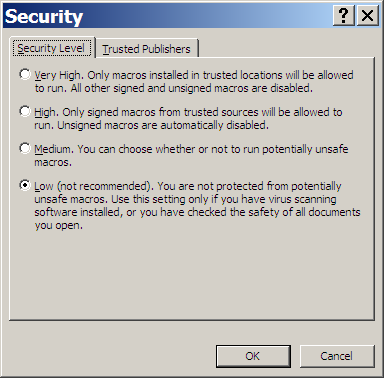 Security
?
Security Level
Trusted Publishers
Very High. Only macros installed in trusted locations will be allowed
to run. All other signed and unsigned macros are disabled.
High. Only signed macros from trusted sources will be allowed to
run. Unsigned macros are automatically disabled.
Medium. You can choose whether or not to run potentially unsafe
macros.
Low (not recommended). You are not protected from potentially
unsafe macros. Use this setting only if you have virus scanning
software installed, or you have checked the safety of all documents
you open.
OK
Cancel